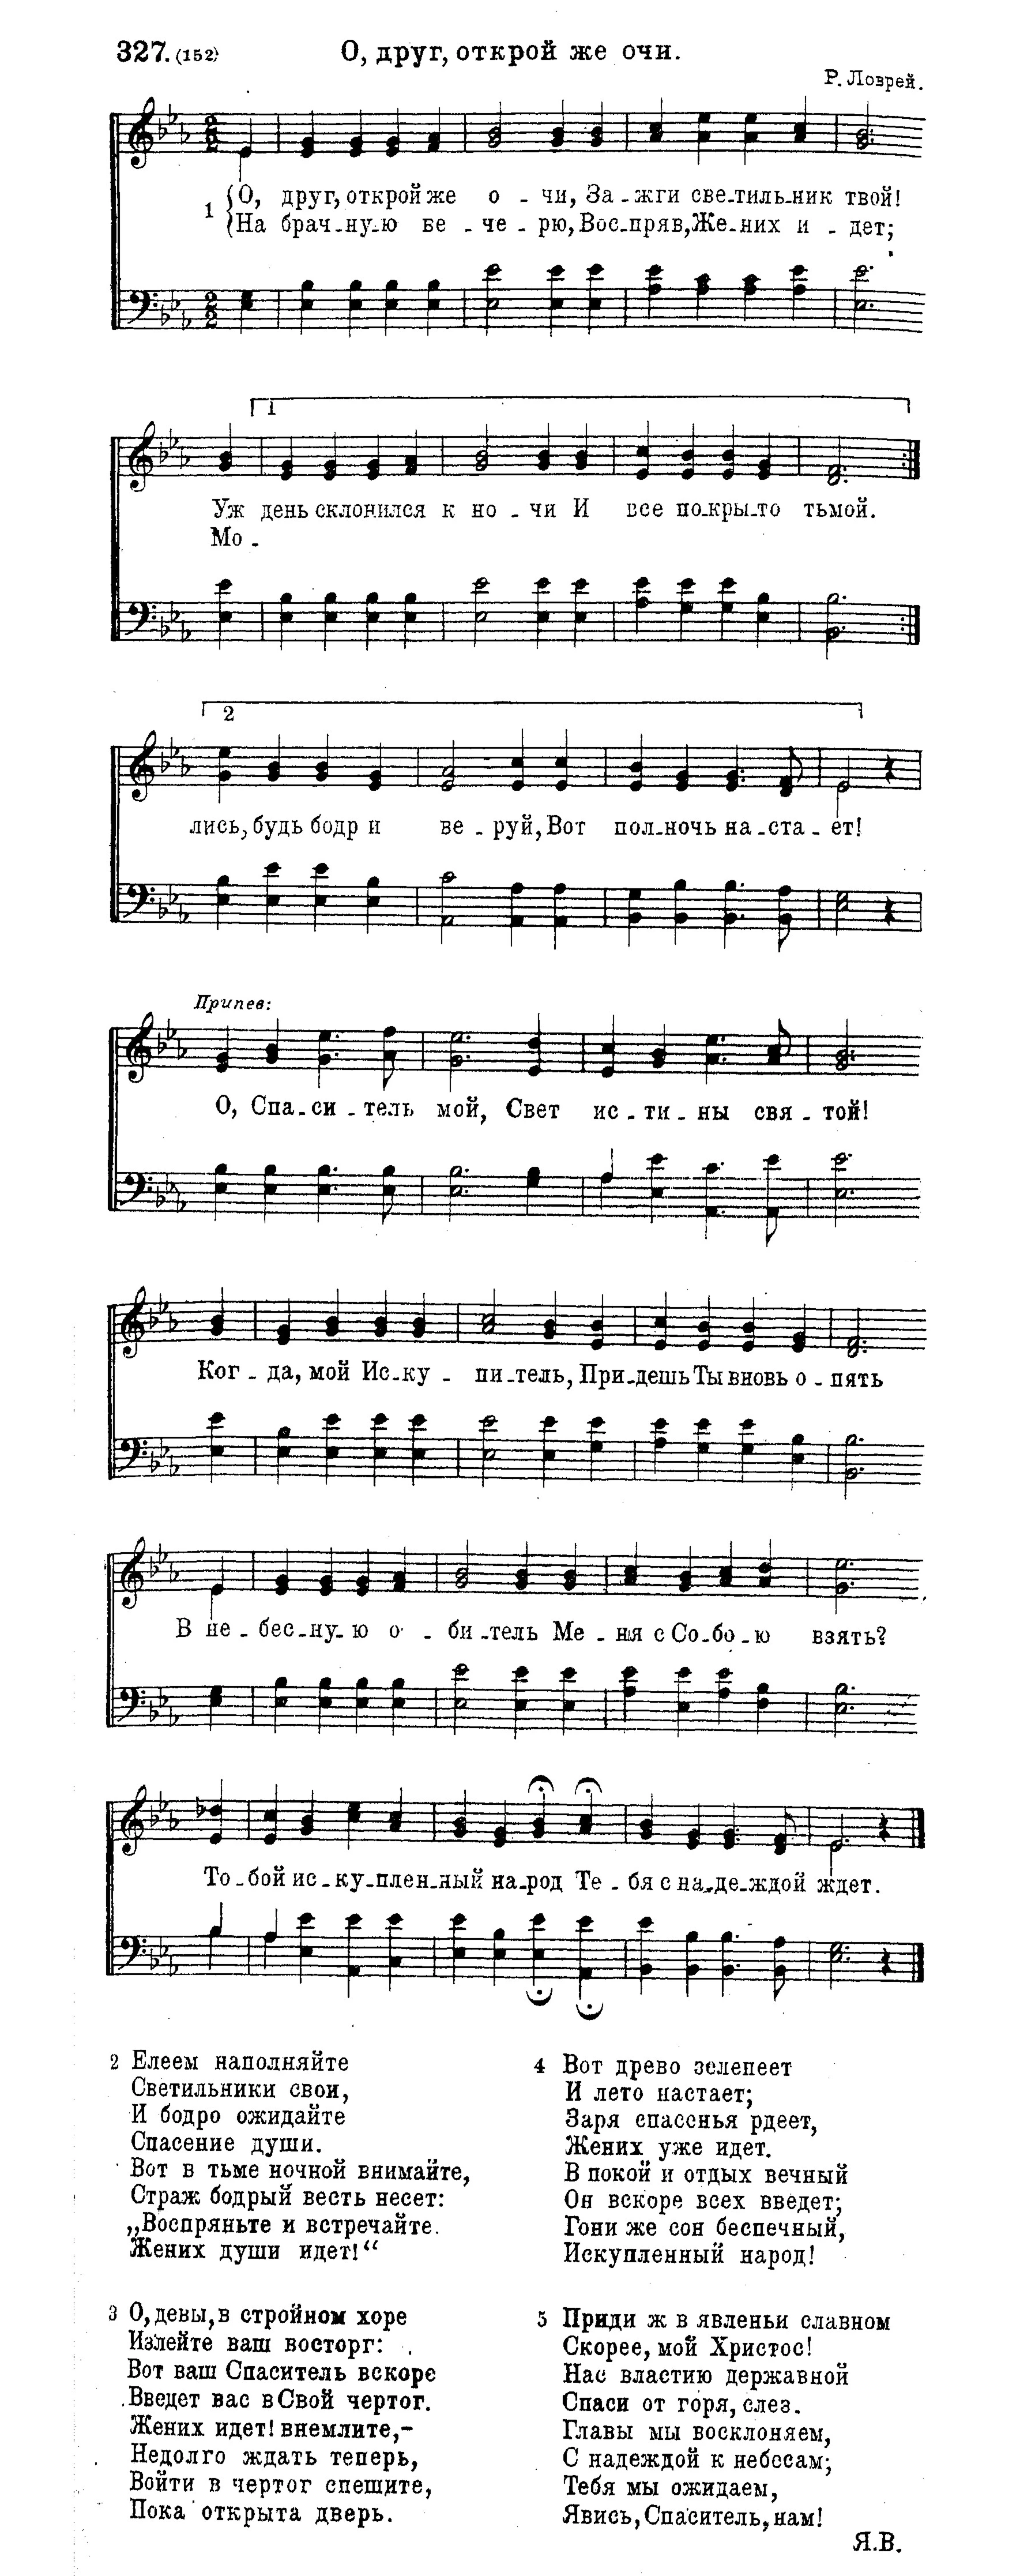 327. (152) О, друг, открой же очи.
Р. Ловрей.
1 О, друг, открой же о - чи, За - жги све - тиль - ник твой!
На брач - ну - ю ве - че - рю, Вос - пряв, Же - них и - дет;
1
Уж день склонился к но - чи И все по - кры - то тьмой.
Мо -
2
лись, будь бодр и ве - руй, Вот пол - ночь на - ста - ет!
Припев:
О, Спа - си - тель мой, Свет ис - ти - ны свя - той!
Ког - да, мой Ис - ку - пи - тель, При - дешь Ты вновь о - пять
В не - бес - ну - ю о - би - тель Ме - ня с Со - бо - ю взять?
То - бой ис - ку - плен - ный на - род Те - бя с на - де - ждой ждет.
2 Елеем наполняйте
Светильники свои,
И бодро ожидайте
Спасение души.
Вот в тьме ночной внимайте,
Страж бодрый весть несет:
„Воспряньте и встречайте.
Жених души идет!“
3 О, девы, в стройном хоре
Излейте ваш восторг:
Вот ваш Спаситель вскоре
Введет вас в Свой чертог.
Жених идет! внемлите,—
Недолго ждать теперь,
Войти в чертог спешите,
Пока открыта дверь.
4 Вот древо зеленеет
И лето настает;
Заря спасенья рдеет,
Жених уже идет.
В покой и отдых вечный
Он вскоре всех введет;
Гони же сон беспечный,
Искупленный народ!
5 Приди ж в явленьи славном
Скорее, мой Христос!
Нас властию державной
Спаси от горя, слез.
Главы мы восклоняем,
С надеждой к небесам;
Тебя мы ожидаем,
Явись, Спаситель, нам!
Я.В.